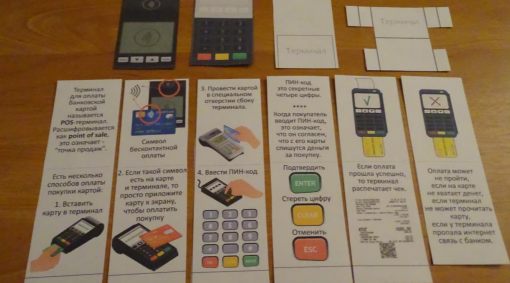 Терминал
Терминал
Терминал
для оплаты
банковской
картой
называется
POS-терминал.
Расшифровывается
как point of sale,
это означает -
"точка продаж".
Есть несколько
способов оплаты
покупки картой:
1. Вставить
карту в терминал
Символ
бесконтактной
оплаты
2. Если такой символ
есть на карте
и терминале, то
просто приложите
карту к экрану,
чтобы оплатить
покупку
3. Провести картой
в специальном
отверстии сбоку
терминала.
4. Ввести ПИН-код
ПИН-код
это секретные
четыре цифры.
****
Когда покупатель
вводит ПИН-код,
это означает,
что он согласен,
что с его карты
спишутся деньги
за покупку.
Подтвердить
ENTER
Стереть цифру
CLEAR
Отменить
ESC
Если оплата
прошла успешно,
то терминал
распечатает чек.
Оплата может
не пройти,
если на карте
не хватает денег,
если терминал
не может прочитать
карту,
если у терминала
пропала интернет
связь с банком.